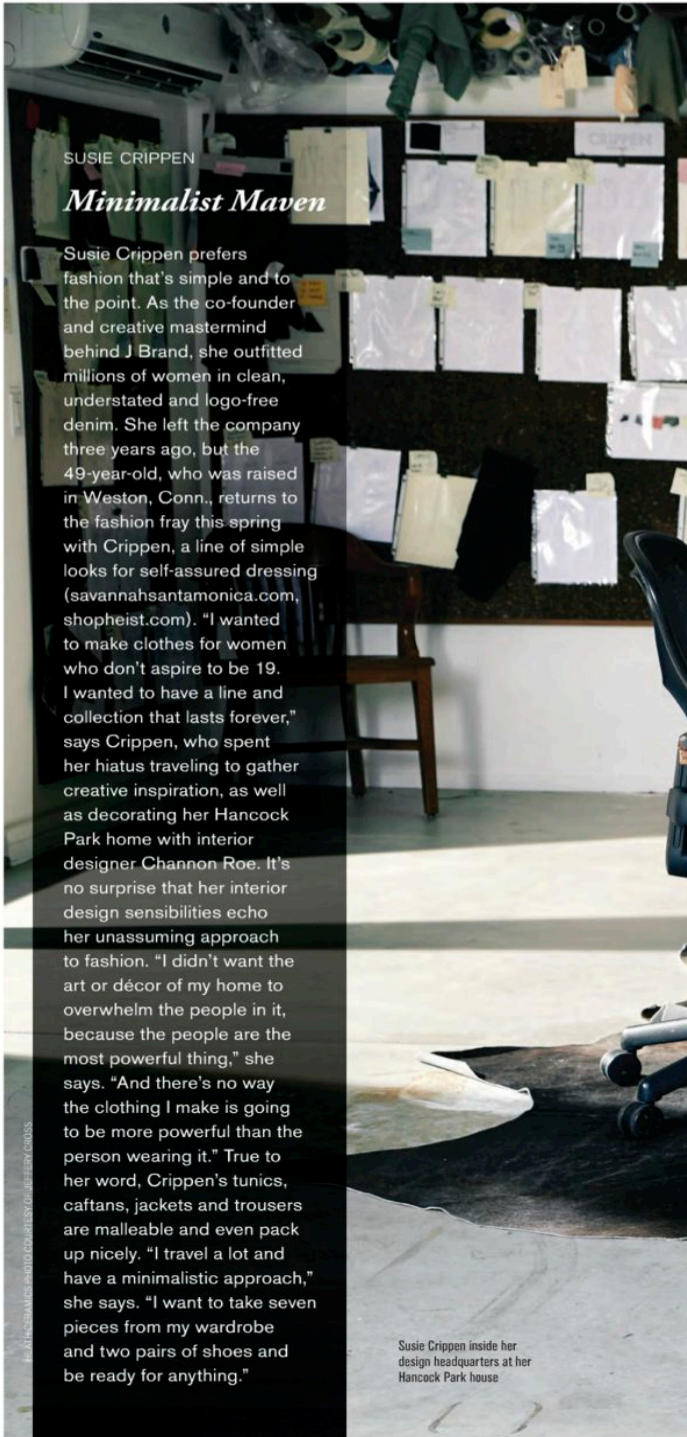 SUSIE CRIPPEN
Minimalist Maven
Susie Crippen prefers
fashion that's simple and to
the point. As the co-founder
and creative mastermind
behind J Brand, she outfitted
millions of women in clean,
understated and logo-free
denim. She left the company
three years ago, but the
49-year-old, who was raised
in Weston, Conn., returns to
the fashion fray this spring
with Crippen, a line of simple
looks for self-assured dressing
(savannahsantamonica.com,
shopheist.com). “I wanted
to make clothes for women
who don't aspire to be 19.
I wanted to have a line and
collection that lasts forever,”
says Crippen, who spent
her hiatus traveling to gather
creative inspiration, as well
as decorating her Hancock
Park home with interior
designer Channon Roe. It's
no surprise that her interior
design sensibilities echo
her unassuming approach
to fashion. “I didn't want the
art or décor of my home to
overwhelm the people in it,
because the people are the
most powerful thing,” she
says. “And there's no way
the clothing I make is going
to be more powerful than the
person wearing it.” True to
her word, Crippen's tunics,
caftans, jackets and trousers
are malleable and even pack
up nicely. “I travel a lot and
have a minimalistic approach,”
she says. “I want to take seven
pieces from my wardrobe
and two pairs of shoes and
be ready for anything.”
CRIPPEN
Susie Crippen inside her
design headquarters at her
Hancock Park house
HEATH CERAMICS PHOTO COURTESY OF JEFFERY CROSS